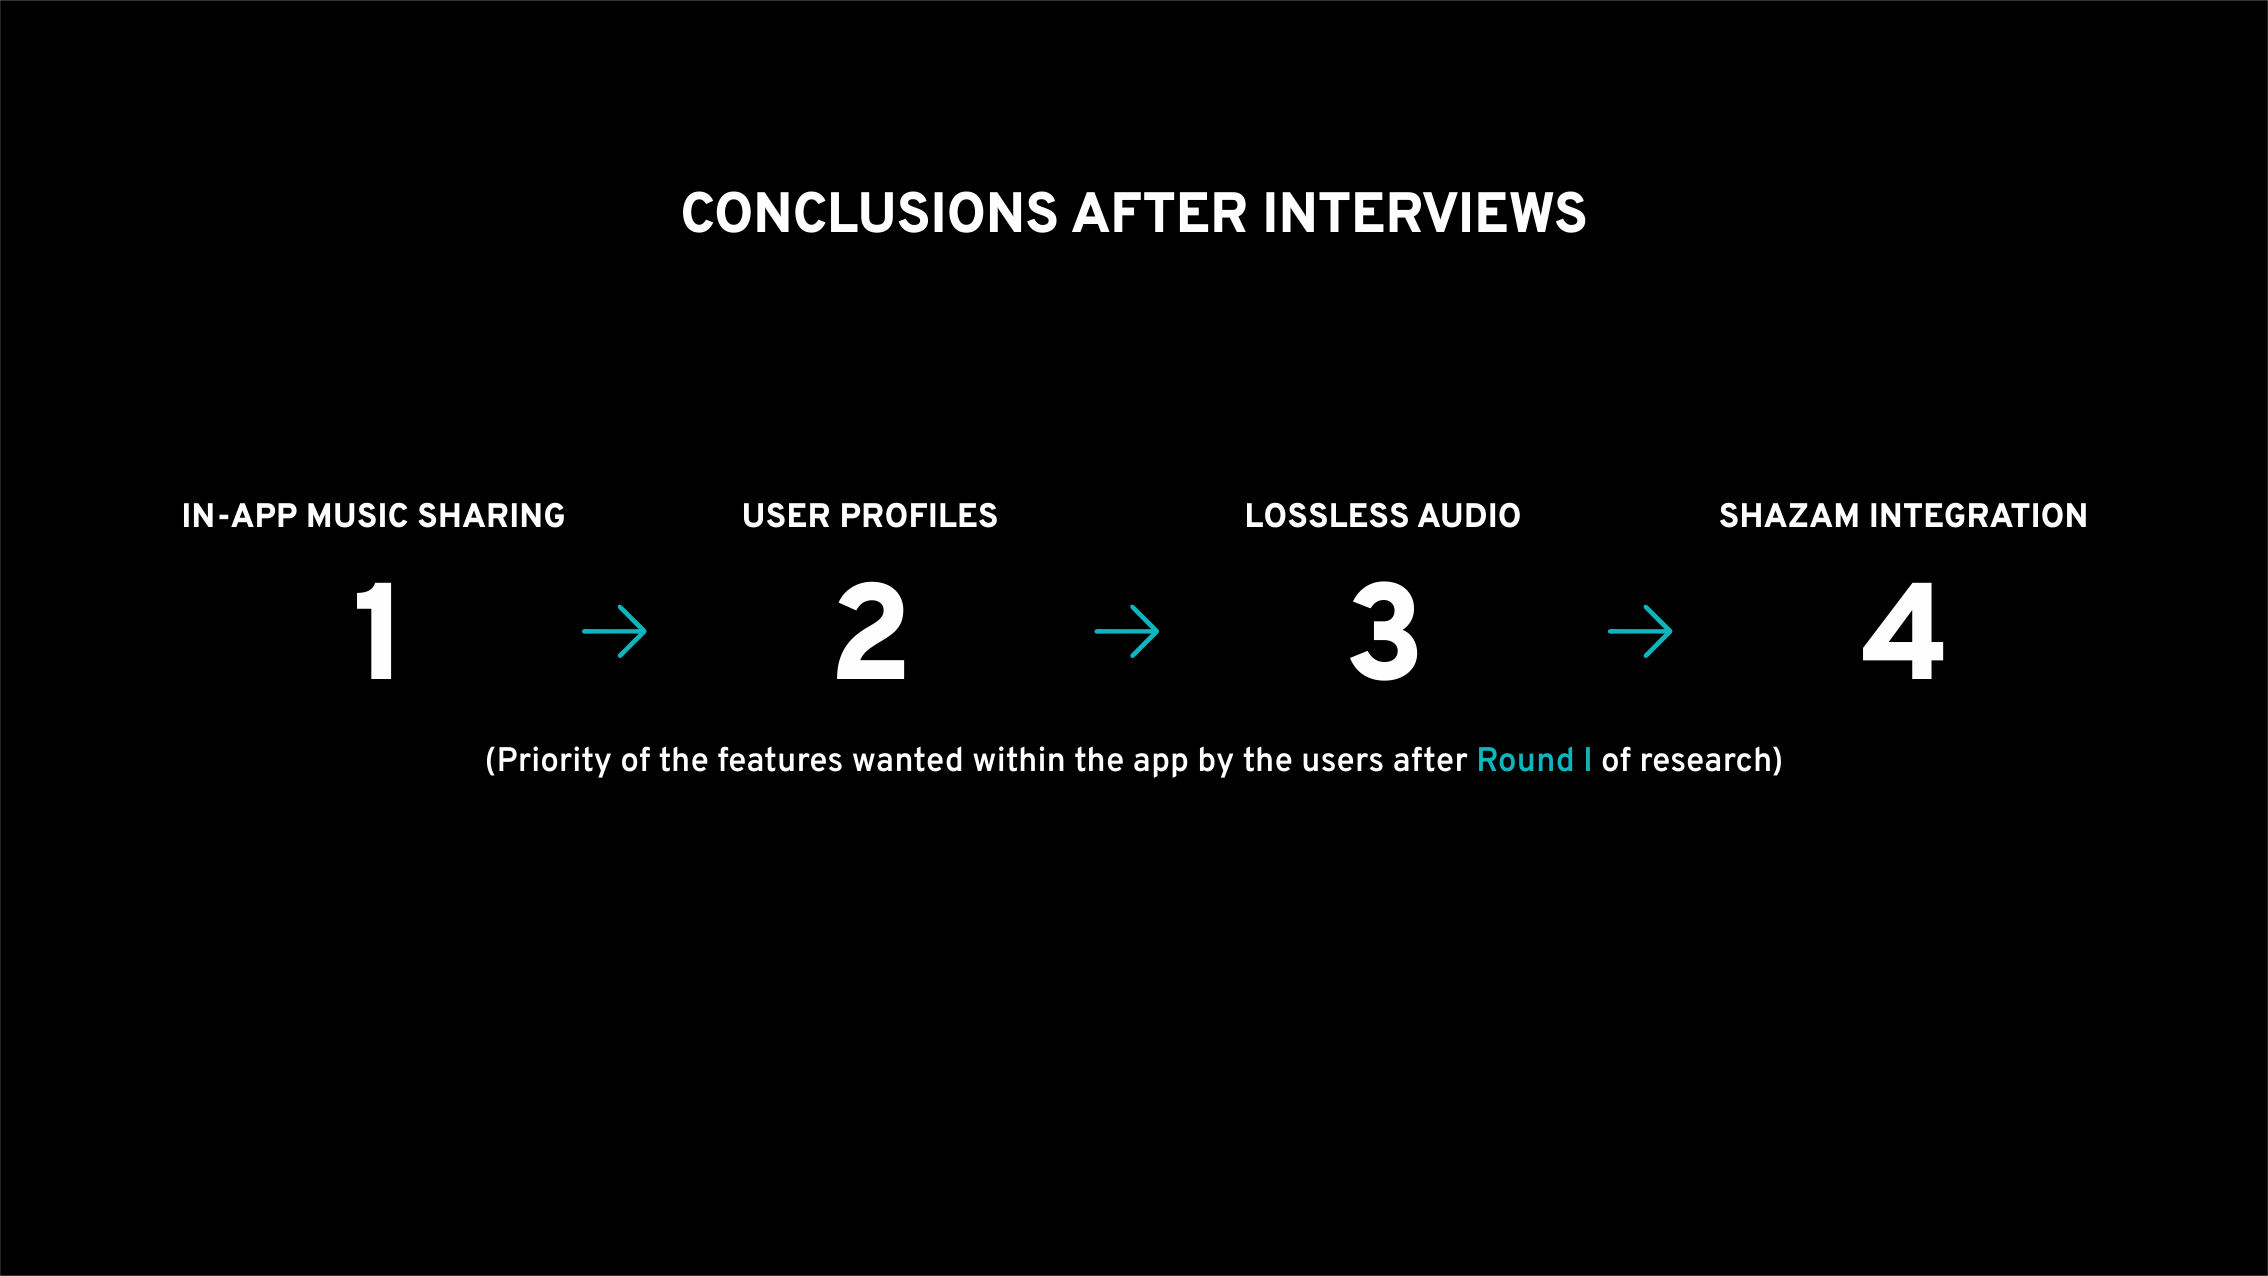 CONCLUSIONS AFTER INTERVIEWS
IN-APP MUSIC SHARING
1
USER PROFILES
2
LOSSLESS AUDIO
3
SHAZAM INTEGRATION
4
(Priority of the features wanted within the app by the users after Round I of research)